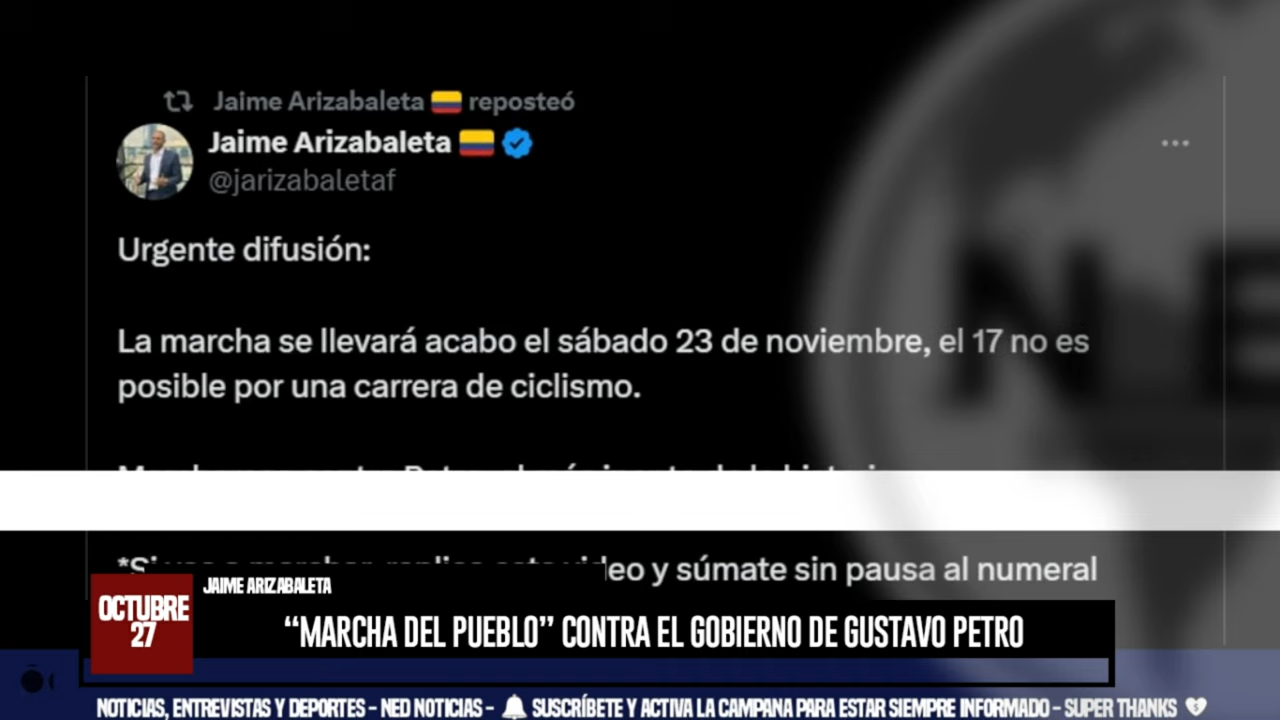 Jaime Arizabaleta 🇨🇴 reposteó
Jaime Arizabaleta 🇨🇴
@jarizabaletaf
Urgente difusión:
La marcha se llevará acabo el sábado 23 de noviembre, el 17 no es
posible por una carrera de ciclismo.
eo y súmate sin pausa al numeral
JAIME ARIZABALETA
OCTUBRE
27
“MARCHA DEL PUEBLO” CONTRA EL GOBIERNO DE GUSTAVO PETRO
NOTICIAS, ENTREVISTAS Y DEPORTES - NED NOTICIAS - 🔔 SUSCRÍBETE Y ACTIVA LA CAMPANA PARA ESTAR SIEMPRE INFORMADO - SUPER THANKS
NE